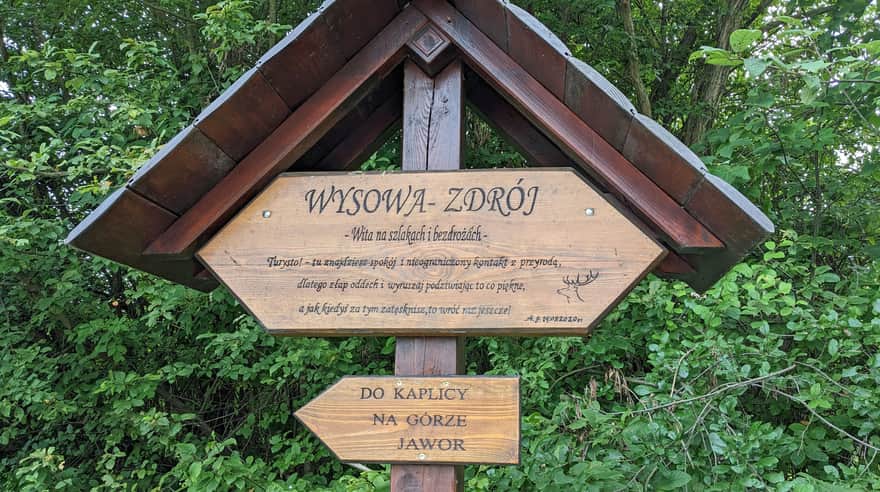 WYSOWA-ZDRÓJ
- Wita na szlakach i bezdrożach -
Turysto! - tu znajdziesz spokój i nieograniczony kontakt z przyrodą,
dlatego złap oddech i wyruszaj podziwiając to co piękne,
a jak kiedyś za tym zatęsknisz, to wróć raz jeszcze!
DO KAPLICY
NA GÓRZE
JAWOR